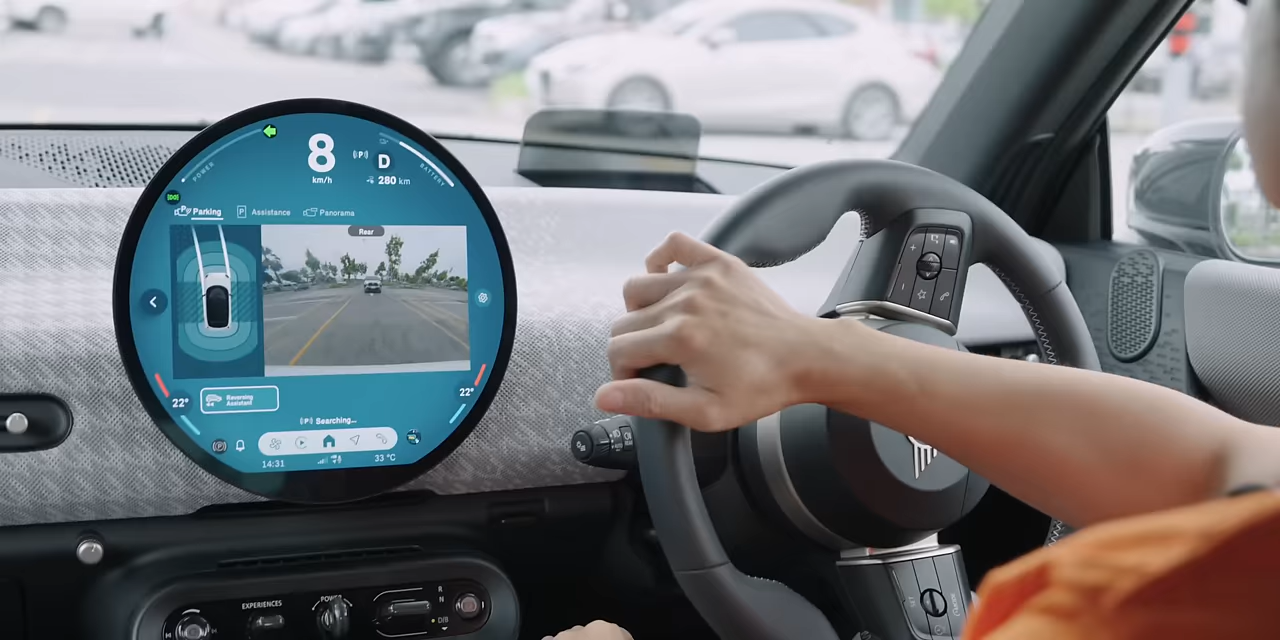 8
km/h
(P)
D
280 km
POWER
BATTERY
Parking
P
Assistance
Panorama
Rear
22°
22°
Reversing
Assistant
(P) Searching...
14:31
33 °C
EXPERIENCES
POWER
R
N
D/B